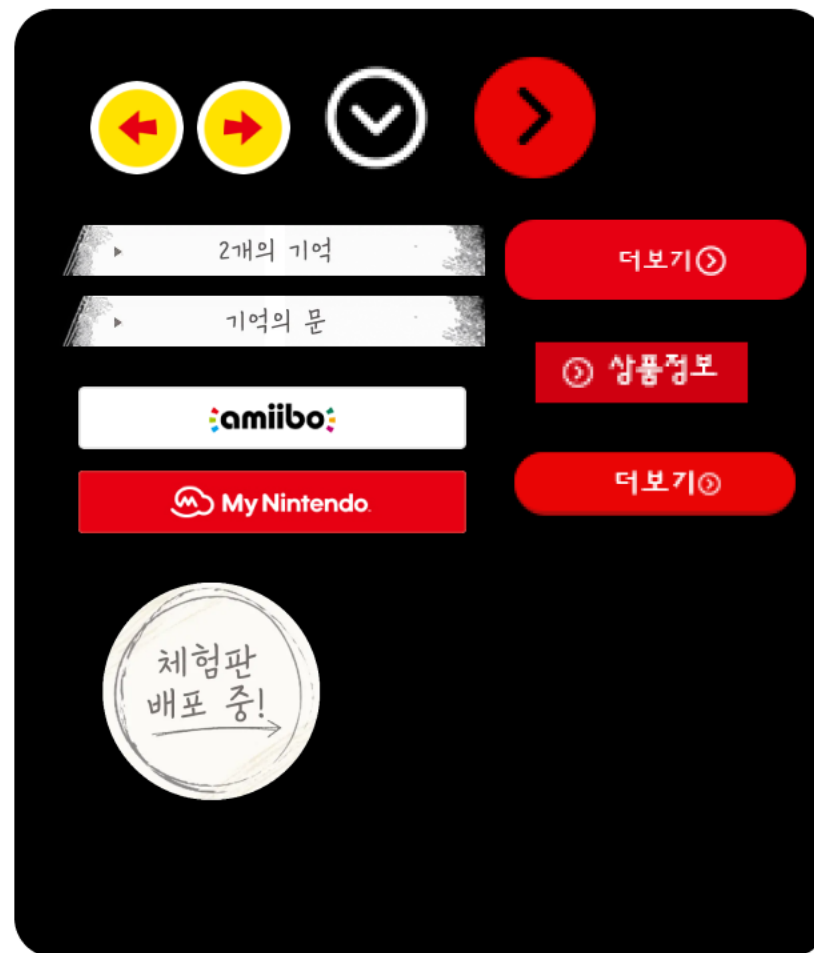 2개의 기억
더보기
기억의 문
상품정보
amiibo
더보기
My Nintendo
체험판
배포 중!